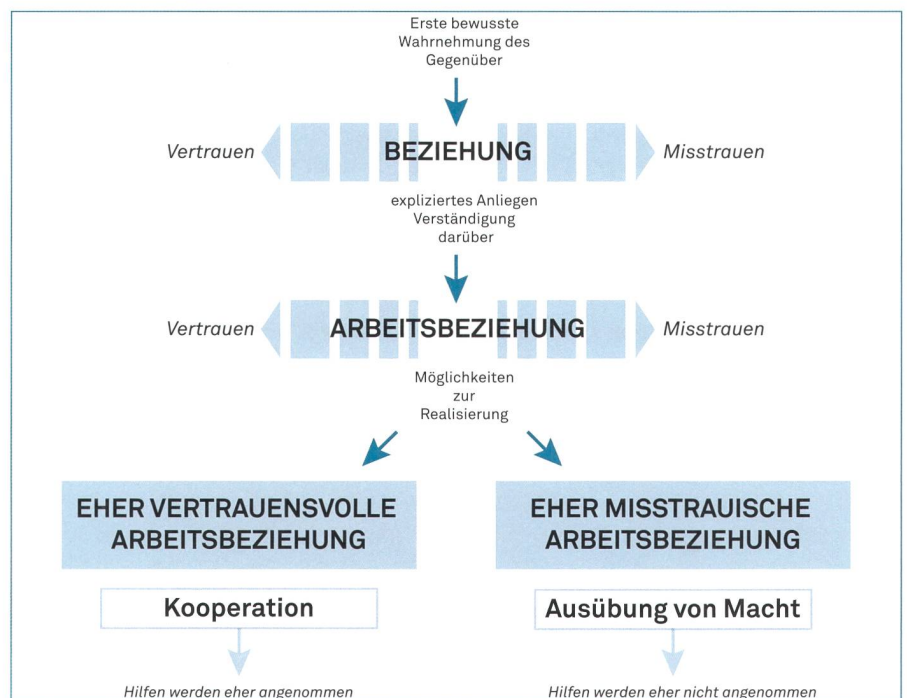 Erste bewusste
Wahrnehmung des
Gegenüber
Vertrauen BEZIEHUNG Misstrauen
expliziertes Anliegen
Verständigung
darüber
Vertrauen ARBEITSBEZIEHUNG Misstrauen
Möglichkeiten
zur
Realisierung
EHER VERTRAUENSVOLLE
ARBEITSBEZIEHUNG
EHER MISSTRAUISCHE
ARBEITSBEZIEHUNG
Kooperation
Ausübung von Macht
Hilfen werden eher angenommen
Hilfen werden eher nicht angenommen